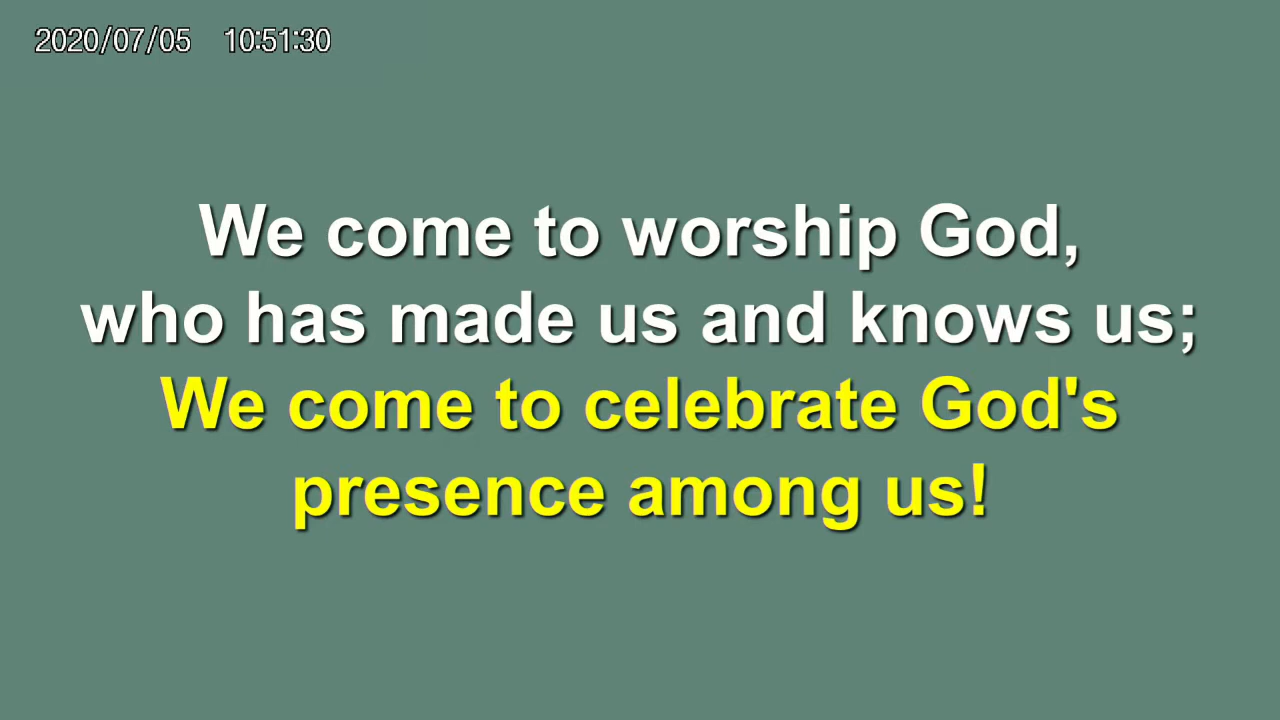 2020/07/05 10:51:30
We come to worship God,
who has made us and knows us;
We come to celebrate God's
presence among us!